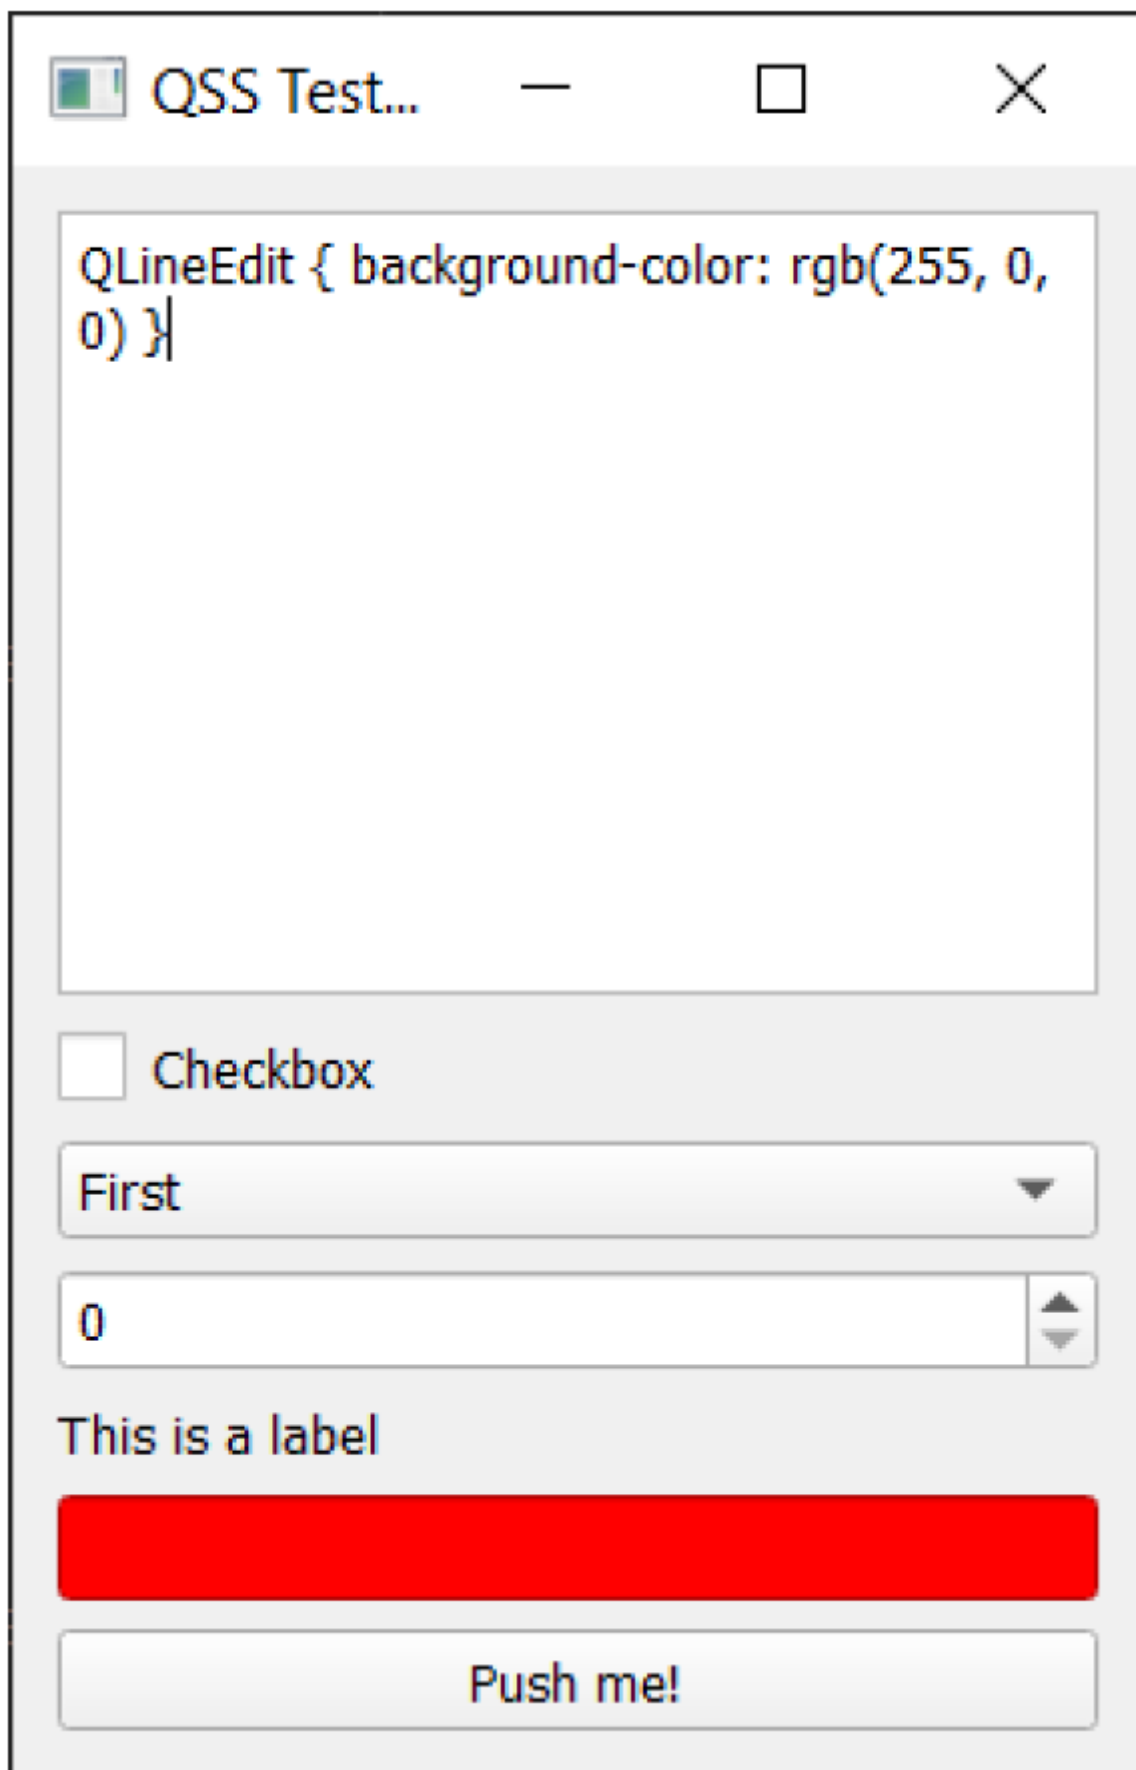 QSS Test...
QLineEdit { background-color: rgb(255, 0,
0) }
Checkbox
First
0
This is a label
Push me!